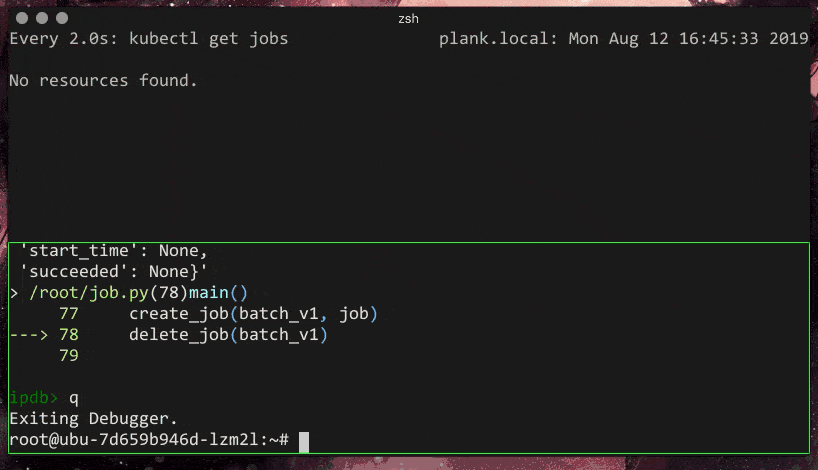 zsh
Every 2.0s: kubectl get jobs plank.local: Mon Aug 12 16:45:33 2019
No resources found.
'start_time': None,
'succeeded': None}'
> /root/job.py(78)main()
77 create_job(batch_v1, job)
---> 78 delete_job(batch_v1)
79
ipdb> q
Exiting Debugger.
root@ubu-7d659b946d-lzm2l:~#